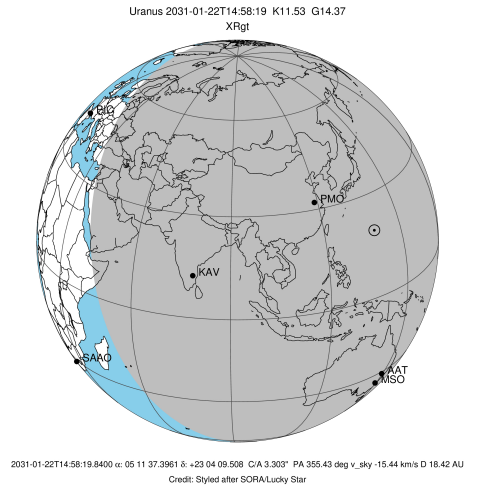 Uranus 2031-01-22T14:58:19 K11.53 G14.37
XRgt
PIC
PMO
KAV
SAAO
AAT
MSO
2031-01-22T14:58:19.8400 α: 05 11 37.3961 δ: +23 04 09.508 C/A 3.303" PA 355.43 deg v_sky -15.44 km/s D 18.42 AU
Credit: Styled after SORA/Lucky Star